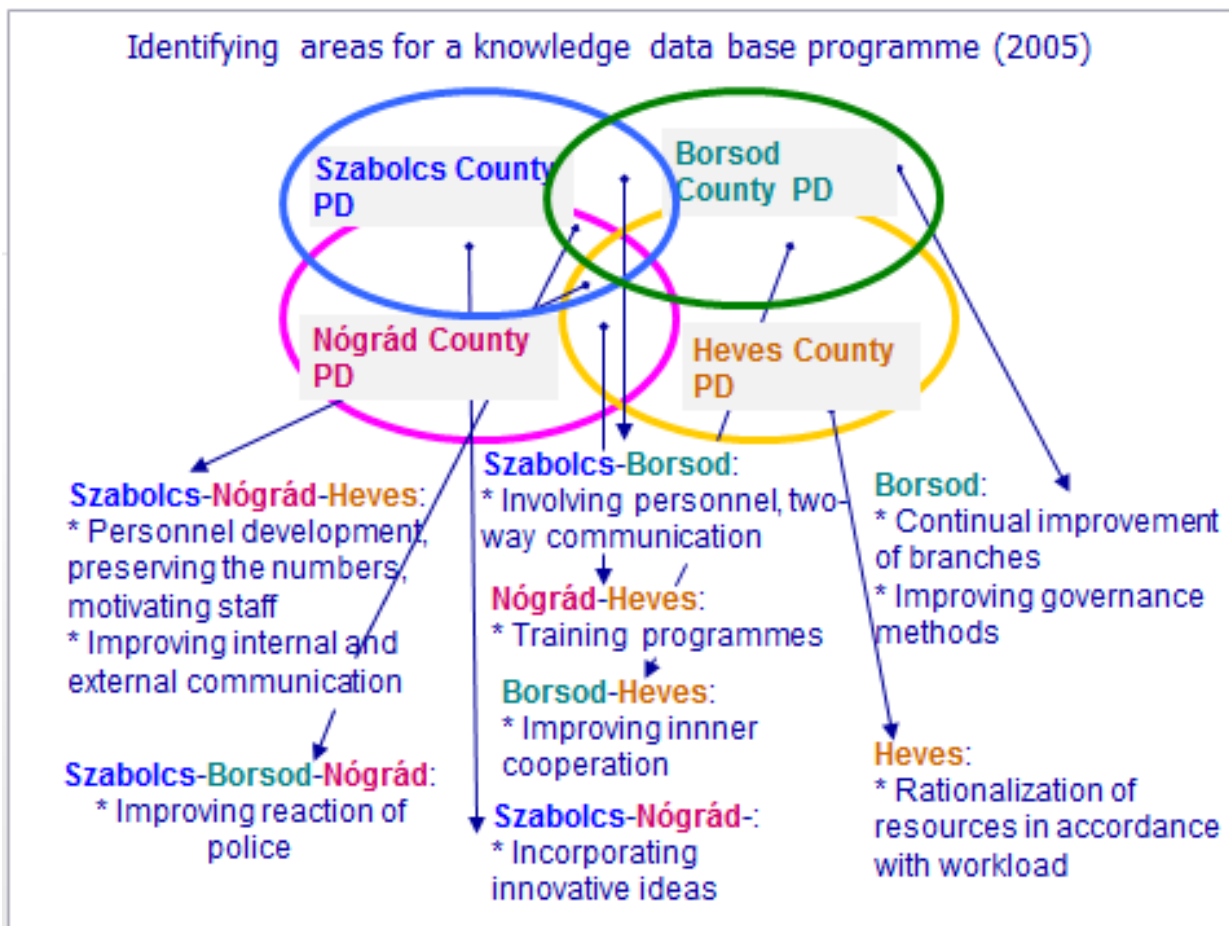 Identifying areas for a knowledge data base programme (2005)
Szabolcs County
PD
Borsod
County PD
Nógrád County
PD
Heves County
PD
Szabolcs-Nógrád-Heves:
* Personnel development,
preserving the numbers,
motivating staff
* Improving internal and
external communication
Szabolcs-Borsod-Nógrád:
* Improving reaction of
police
Szabolcs-Borsod:
* Involving personnel, two-
way communication
Nógrád-Heves:
* Training programmes
Borsod-Heves:
* Improving innner
cooperation
Szabolcs-Nógrád-:
* Incorporating
innovative ideas
Borsod:
* Continual improvement
of branches
* Improving governance
methods
Heves:
* Rationalization of
resources in accordance
with workload